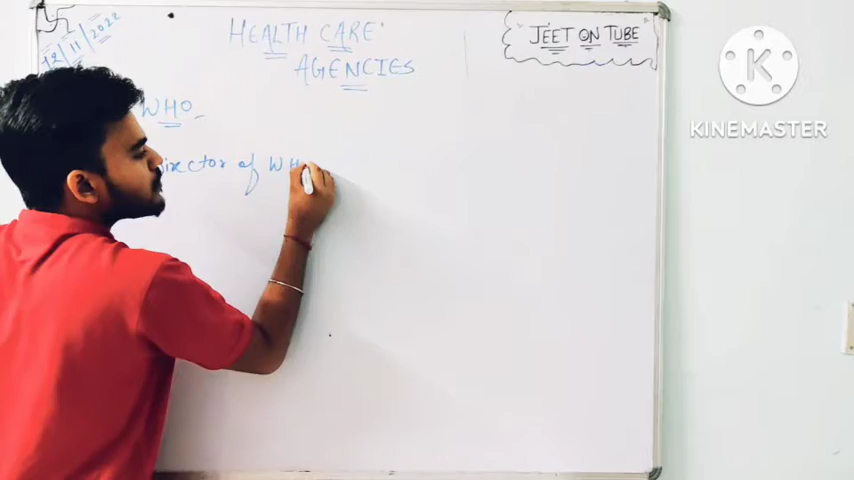 12/11/2022
HEALTH CARE
AGENCIES
JEET ON TUBE
K
KINEMASTER
WHO
irector of WH